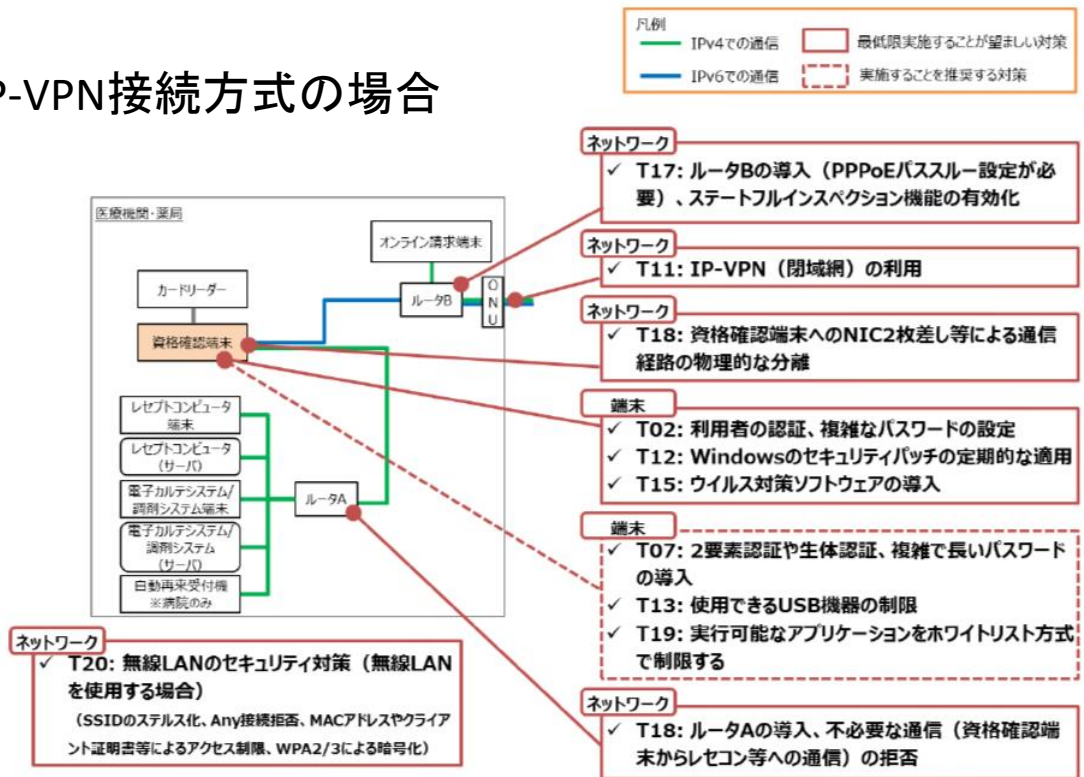 凡例
IPv4での通信
最低限実施することが望ましい対策
IPv6での通信
実施することを推奨する対策
P-VPN接続方式の場合
ネットワーク
✓ T17: ルータBの導入（PPPoEパススルー設定が必
要）、ステートフルインスペクション機能の有効化
ネットワーク
✓ T11: IP-VPN（閉域網）の利用
ネットワーク
✓ T18: 資格確認端末へのNIC2枚差し等による通信
経路の物理的な分離
端末
✓ T02: 利用者の認証、複雑なパスワードの設定
✓ T12: Windowsのセキュリティパッチの定期的な適用
✓ T15: ウイルス対策ソフトウェアの導入
端末
✓ T07: 2要素認証や生体認証、複雑で長いパスワード
の導入
✓ T13: 使用できるUSB機器の制限
✓ T19: 実行可能なアプリケーションをホワイトリスト方式
で制限する
ネットワーク
✓ T18: ルータAの導入、不必要な通信（資格確認端
末からレセコン等への通信）の拒否
医療機関・薬局
オンライン請求端末
カードリーダー
ルータB
O
N
U
資格確認端末
レセプトコンピュータ
端末
レセプトコンピュータ
（サーバ）
電子カルテシステム/
調剤システム端末
ルータA
電子カルテシステム/
調剤システム
（サーバ）
自動再来受付機
※病院のみ
ネットワーク
✓ T20: 無線LANのセキュリティ対策（無線LAN
を使用する場合）
（SSIDのステルス化、Any接続拒否、MACアドレスやクライア
ント証明書等によるアクセス制限、WPA2/3による暗号化）